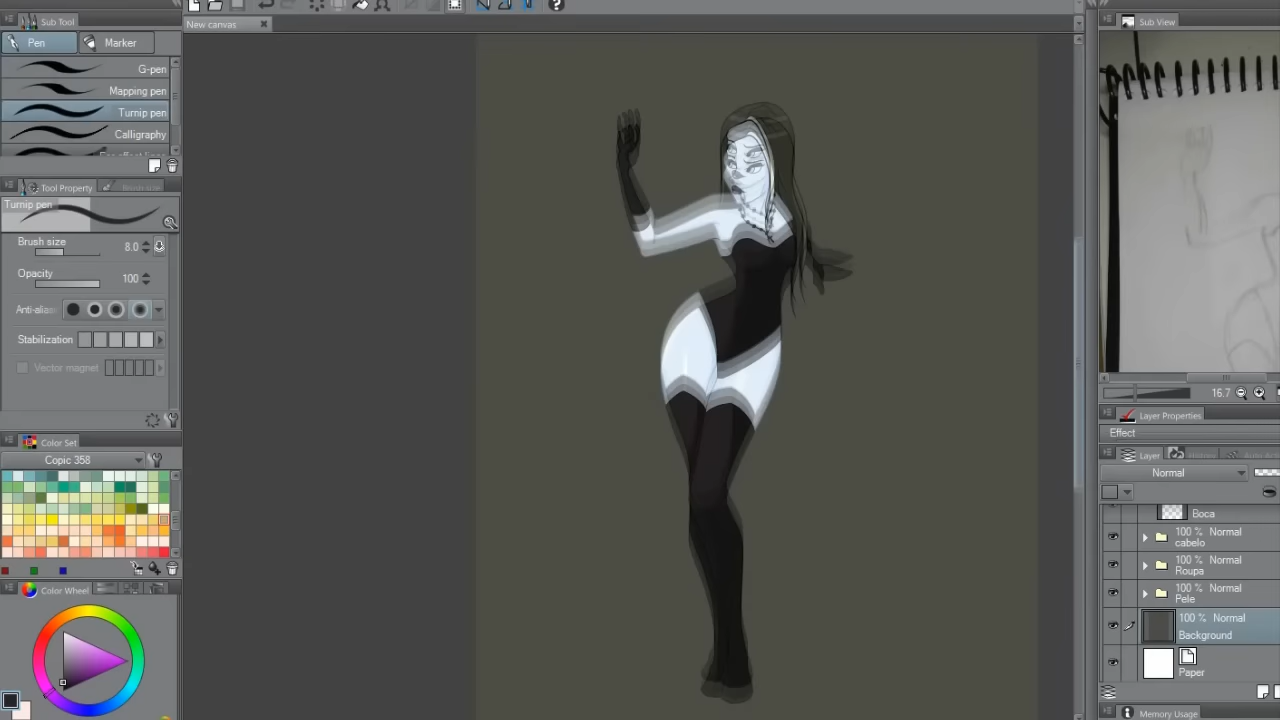 Sub Tool
Pen
Marker
G-pen
Mapping pen
Turnip pen
Calligraphy
Tool Property
Brush size
Turnip pen
Brush size
8.0
Opacity
100
Anti-alias
Stabilization
Vector magnet
Color Set
Copic 358
Color Wheel
New canvas
Sub View
16.7
Layer Properties
Effect
Layer
History
Normal
Boca
100 % Normal
cabelo
100 % Normal
Roupa
100 % Normal
Pele
100 % Normal
Background
Paper
Memory Usage